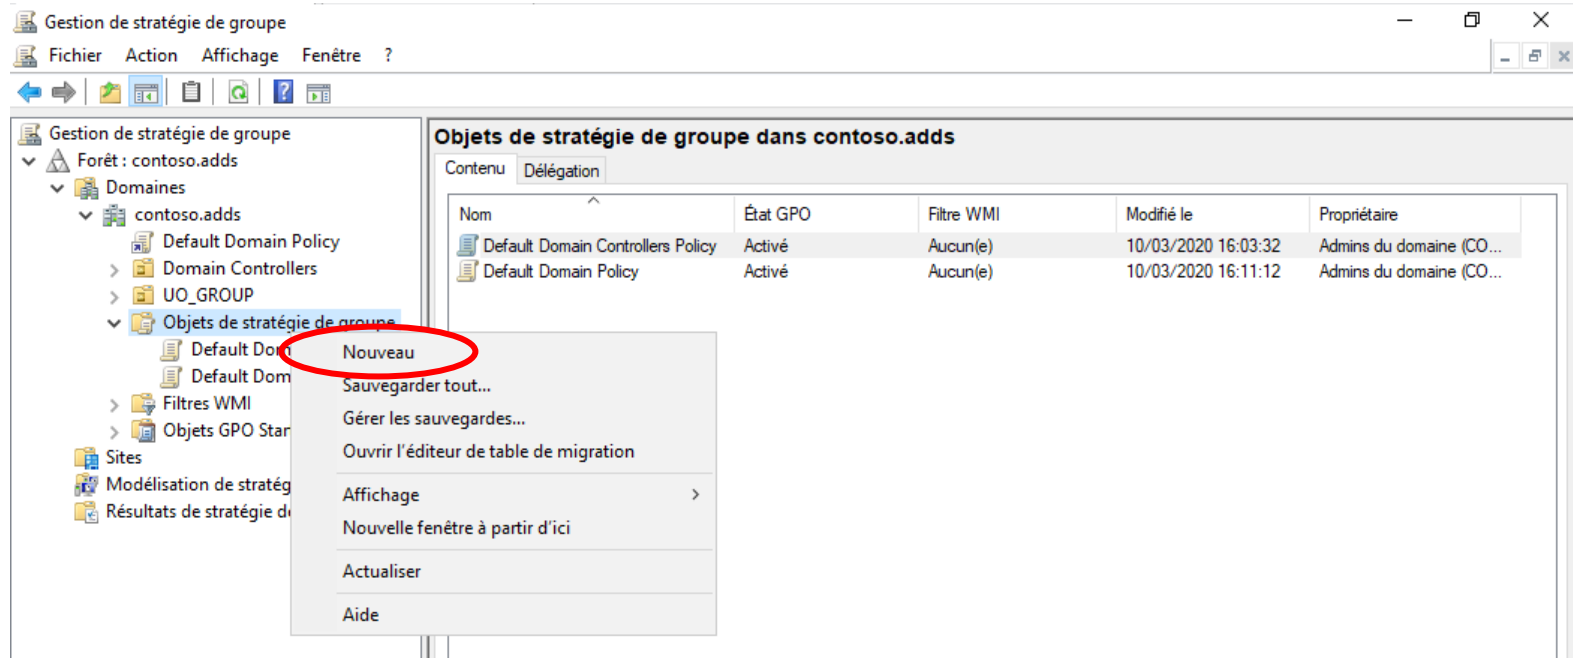 Gestion de stratégie de groupe
Fichier Action Affichage Fenêtre ?
Gestion de stratégie de groupe
Forêt : contoso.adds
Domaines
contoso.adds
Default Domain Policy
Domain Controllers
UO_GROUP
Objets de stratégie de groupe
Default Dom
Default Dom
Filtres WMI
Objets GPO Star
Sites
Modélisation de stratég
Résultats de stratégie d
Nouveau
Sauvegarder tout...
Gérer les sauvegardes...
Ouvrir l'éditeur de table de migration
Affichage
Nouvelle fenêtre à partir d'ici
Actualiser
Aide
Objets de stratégie de groupe dans contoso.adds
Contenu Délégation
Nom État GPO Filtre WMI Modifié le Propriétaire
Default Domain Controllers Policy Activé Aucun(e) 10/03/2020 16:03:32 Admins du domaine (CO...
Default Domain Policy Activé Aucun(e) 10/03/2020 16:11:12 Admins du domaine (CO...